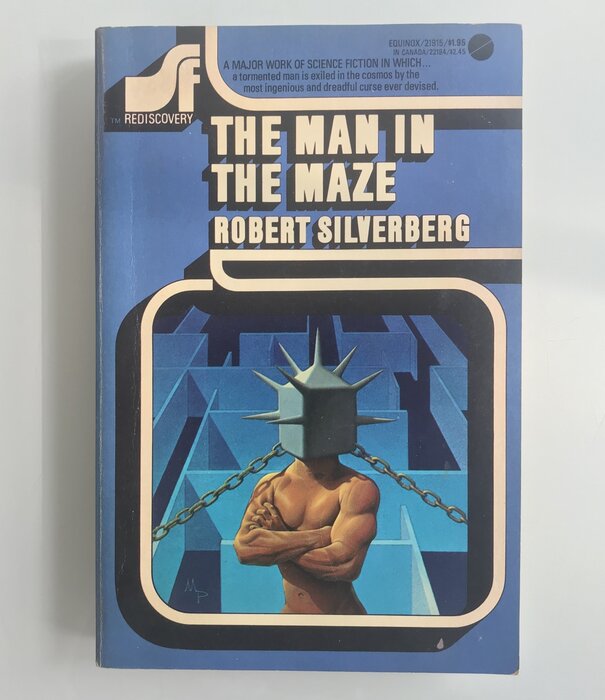 EQUINOX/21915/$1.95
IN CANADA/22194/$2.45
A MAJOR WORK OF SCIENCE FICTION IN WHICH...
a tormented man is exiled in the cosmos by the
most ingenious and dreadful curse ever devised.
SF
TM REDISCOVERY
THE MAN IN
THE MAZE
ROBERT SILVERBERG
MP